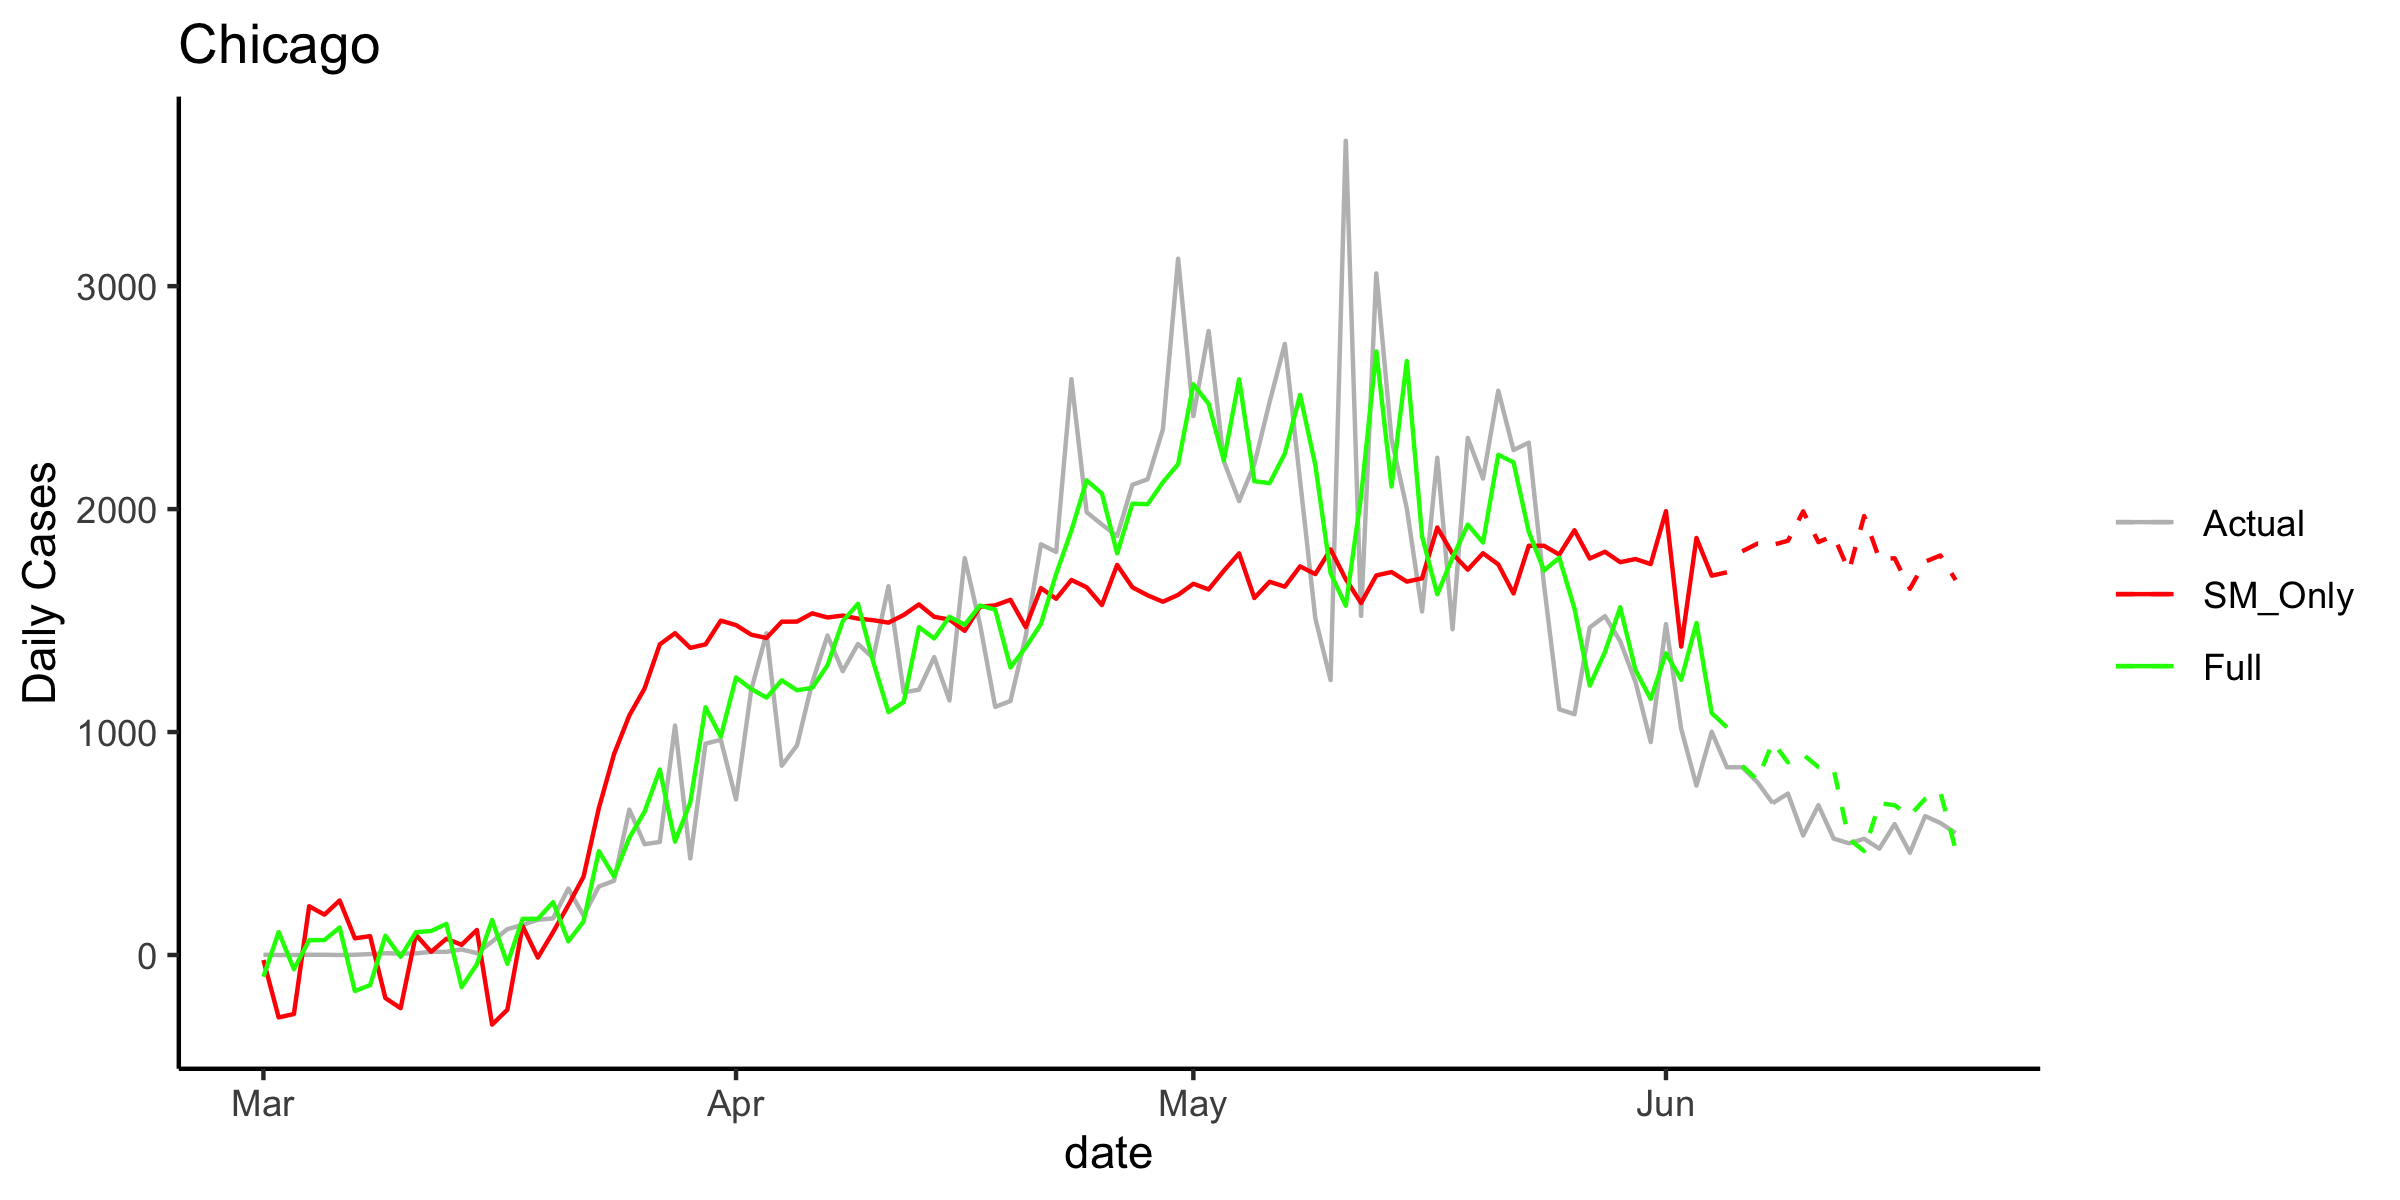 Chicago
Daily Cases
3000
2000
1000
0
Mar
Apr
May
Jun
date
Actual
SM_Only
Full